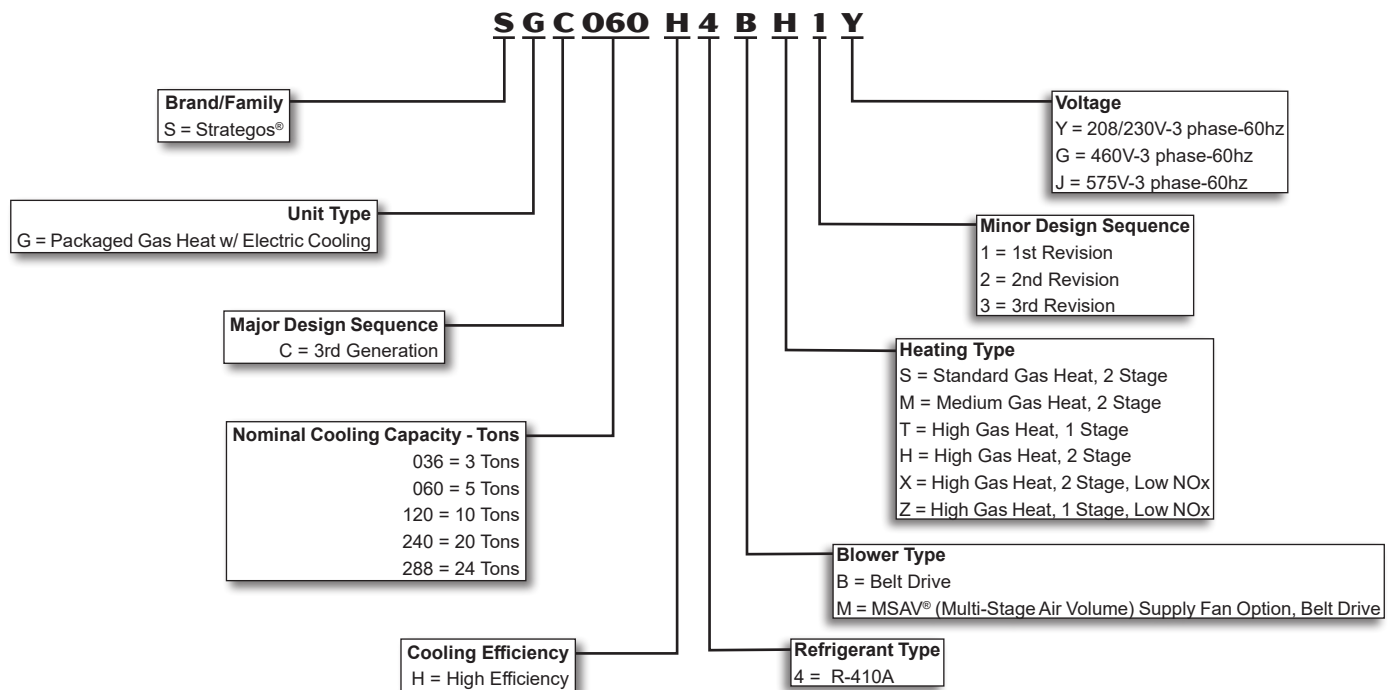 S G C 060 H 4 B H 1 Y
Brand/Family
S = Strategos®
Unit Type
G = Packaged Gas Heat w/ Electric Cooling
Major Design Sequence
C = 3rd Generation
Nominal Cooling Capacity - Tons
036 = 3 Tons
060 = 5 Tons
120 = 10 Tons
240 = 20 Tons
288 = 24 Tons
Cooling Efficiency
H = High Efficiency
Voltage
Y = 208/230V-3 phase-60hz
G = 460V-3 phase-60hz
J = 575V-3 phase-60hz
Minor Design Sequence
1 = 1st Revision
2 = 2nd Revision
3 = 3rd Revision
Heating Type
S = Standard Gas Heat, 2 Stage
M = Medium Gas Heat, 2 Stage
T = High Gas Heat, 1 Stage
H = High Gas Heat, 2 Stage
X = High Gas Heat, 2 Stage, Low NOx
Z = High Gas Heat, 1 Stage, Low NOx
Blower Type
B = Belt Drive
M = MSAV® (Multi-Stage Air Volume) Supply Fan Option, Belt Drive
Refrigerant Type
4 = R-410A